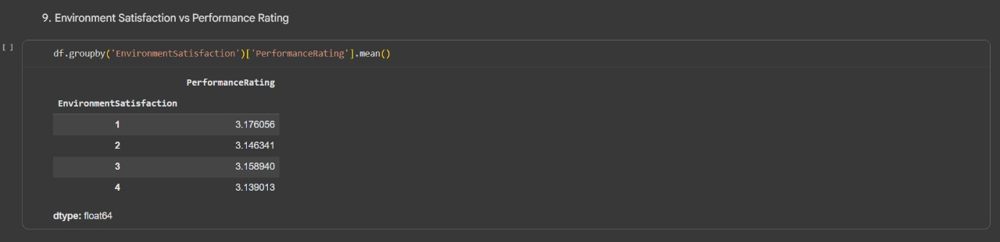 9. Environment Satisfaction vs Performance Rating
[ ]
df.groupby('EnvironmentSatisfaction')['PerformanceRating'].mean()
PerformanceRating
EnvironmentSatisfaction
1 3.176056
2 3.146341
3 3.158940
4 3.139013
dtype: float64